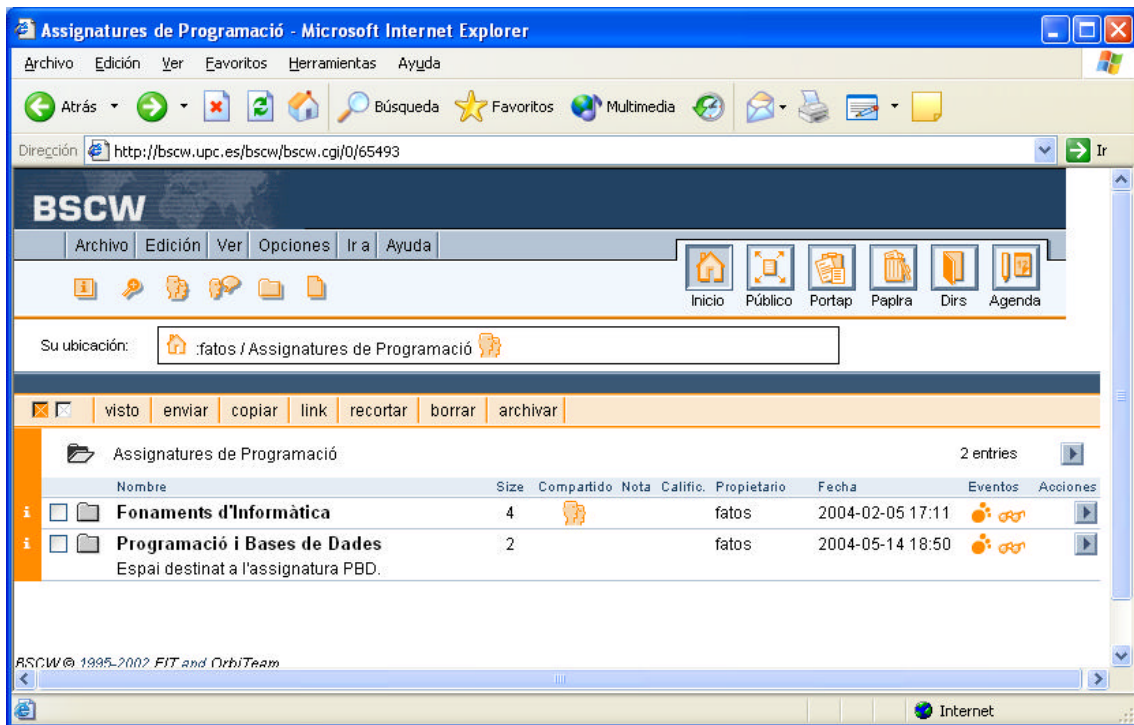 Assignatures de Programació - Microsoft Internet Explorer
Archivo Edición Ver Favoritos Herramientas Ayuda
Atrás Búsqueda Favoritos Multimedia
Dirección http://bscw.upc.es/bscw/bscw.cgi/0/65493 Ir
BSCW
Archivo Edición Ver Opciones Ir a Ayuda
Inicio Público Portap Paplra Dirs Agenda
Su ubicación: :fatos / Assignatures de Programació
visto enviar copiar link recortar borrar archivar
Assignatures de Programació 2 entries
Nombre Size Compartido Nota Calific. Propietario Fecha Eventos Acciones
i Fonaments d'Informàtica 4 fatos 2004-02-05 17:11
i Programació i Bases de Dades 2 fatos 2004-05-14 18:50
Espai destinat a l'assignatura PBD.
BSCW © 1995-2002 FIT and OrbiTeam
Internet